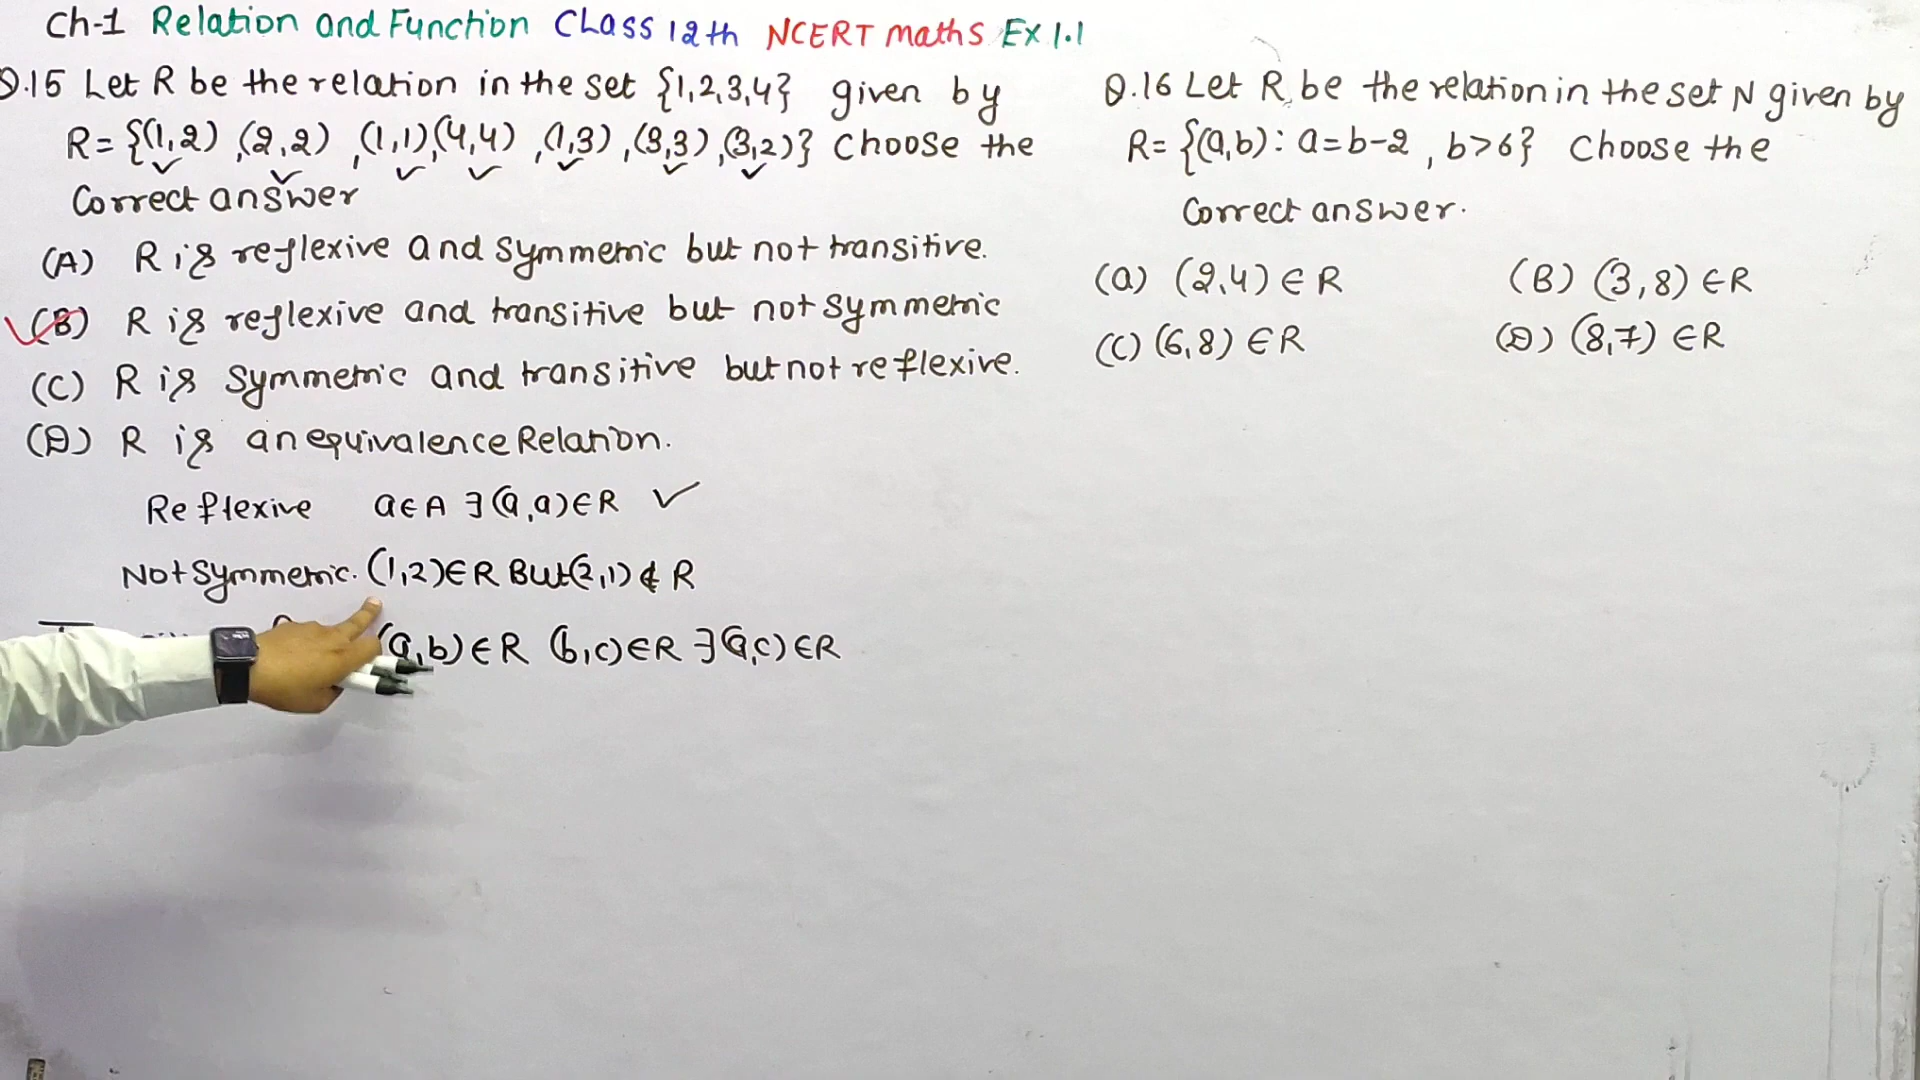 Ch-1 Relation and Function Class 12th NCERT maths Ex 1.1
Q.15 Let R be the relation in the set {1,2,3,4} given by
R = {(1,2) ,(2,2) ,(1,1),(4,4) ,(1,3) ,(3,3) ,(3,2)} Choose the
Correct answer
(A) R is reflexive and symmetric but not transitive.
(B) R is reflexive and transitive but not symmetric
(C) R is symmetric and transitive but not reflexive.
(D) R is an equivalence Relation.
Reflexive a∈A ∃ (a,a)∈R ✓
Not Symmetric. (1,2)∈R But (2,1)∉R
(a,b)∈R (b,c)∈R ∃(a,c)∈R
Q.16 Let R be the relation in the set N given by
R= {(a,b): a=b-2 , b>6} Choose the
Correct answer.
(a) (2,4) ∈ R (B) (3,8) ∈R
(C) (6,8) ∈R (D) (8,7) ∈R